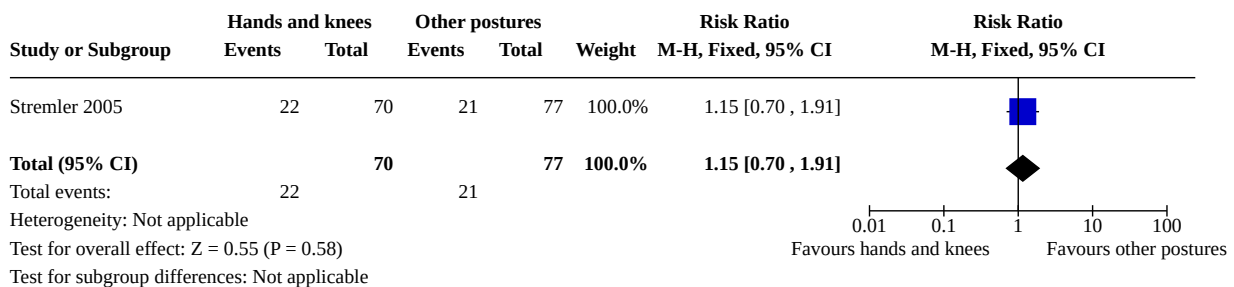 Hands and knees Other postures Risk Ratio Risk Ratio
Study or Subgroup Events Total Events Total Weight M-H, Fixed, 95% CI M-H, Fixed, 95% CI
Stremler 2005 22 70 21 77 100.0% 1.15 [0.70 , 1.91]
Total (95% CI) 70 77 100.0% 1.15 [0.70 , 1.91]
Total events: 22 21
Heterogeneity: Not applicable
0.01 0.1 1 10 100
Test for overall effect: Z = 0.55 (P = 0.58) Favours hands and knees Favours other postures
Test for subgroup differences: Not applicable